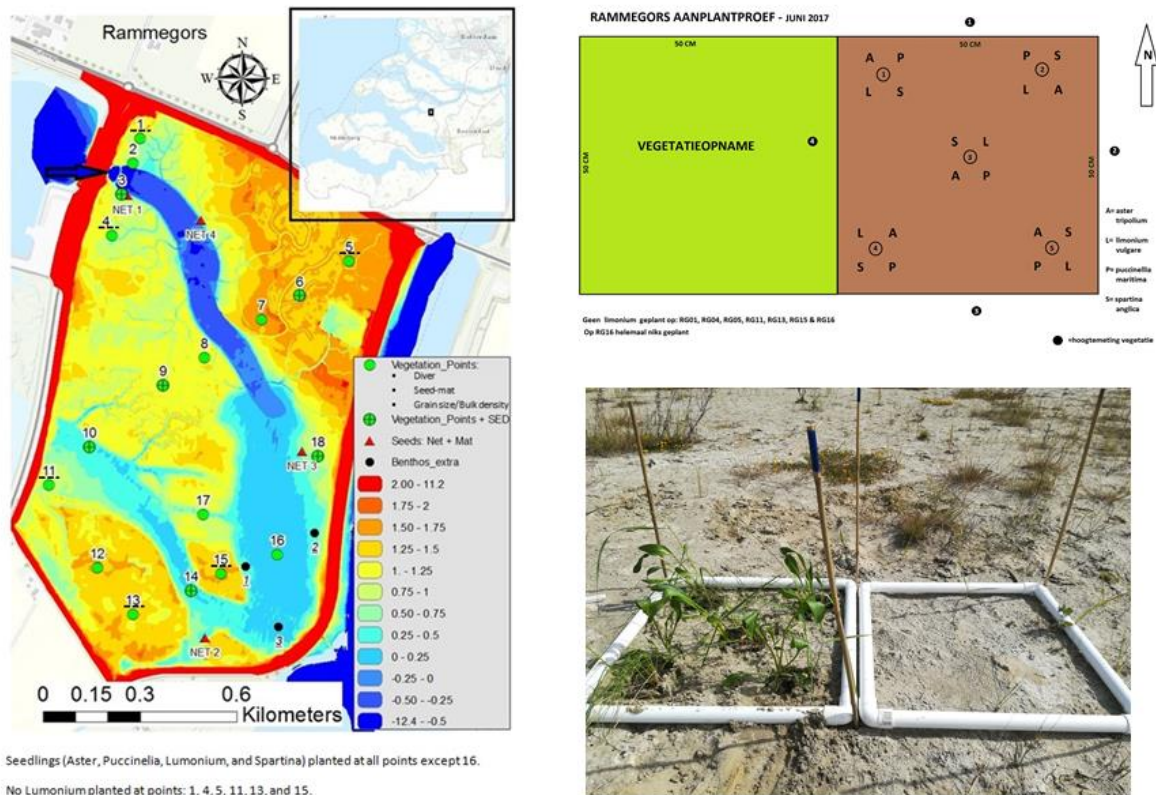 Rammegors
N
W E
S
1
2
3
NET 1
NET 4
4
5
6
7
8
9
10
11
18
NET 3
17
16
2
12
15
1
14
13
3
NET 2
Vegetation_Points:
Diver
Seed-mat
Grain size/Bulk density
Vegetation_Points + SED
Seeds: Net + Mat
Benthos_extra
2.00 - 11.2
1.75 - 2
1.50 - 1.75
1.25 - 1.5
1. - 1.25
0.75 - 1
0.50 - 0.75
0.25 - 0.5
0 - 0.25
-0.25 - 0
-0.50 - -0.25
-12.4 - -0.5
0 0.15 0.3 0.6
Kilometers
Seedlings (Aster, Puccinelia, Lumonium, and Spartina) planted at all points except 16.
No Lumonium planted at points: 1, 4, 5, 11, 13, and 15.
RAMMEGORS AANPLANTPROEF - JUNI 2017
1
N
50 CM
50 CM
A P
1
L S
P S
2
L A
VEGETATIEOPNAME
4
50 CM
S L
3
A P
50 CM
2
L A
4
S P
A S
5
P L
A= aster
tripolium
L= limonium
vulgare
P= puccinellia
maritima
S= spartina
anglica
3
Geen limonium geplant op: RG01, RG04, RG05, RG11, RG13, RG15 & RG16
Op RG16 helemaal niks geplant
=hoogtemeting vegetatie